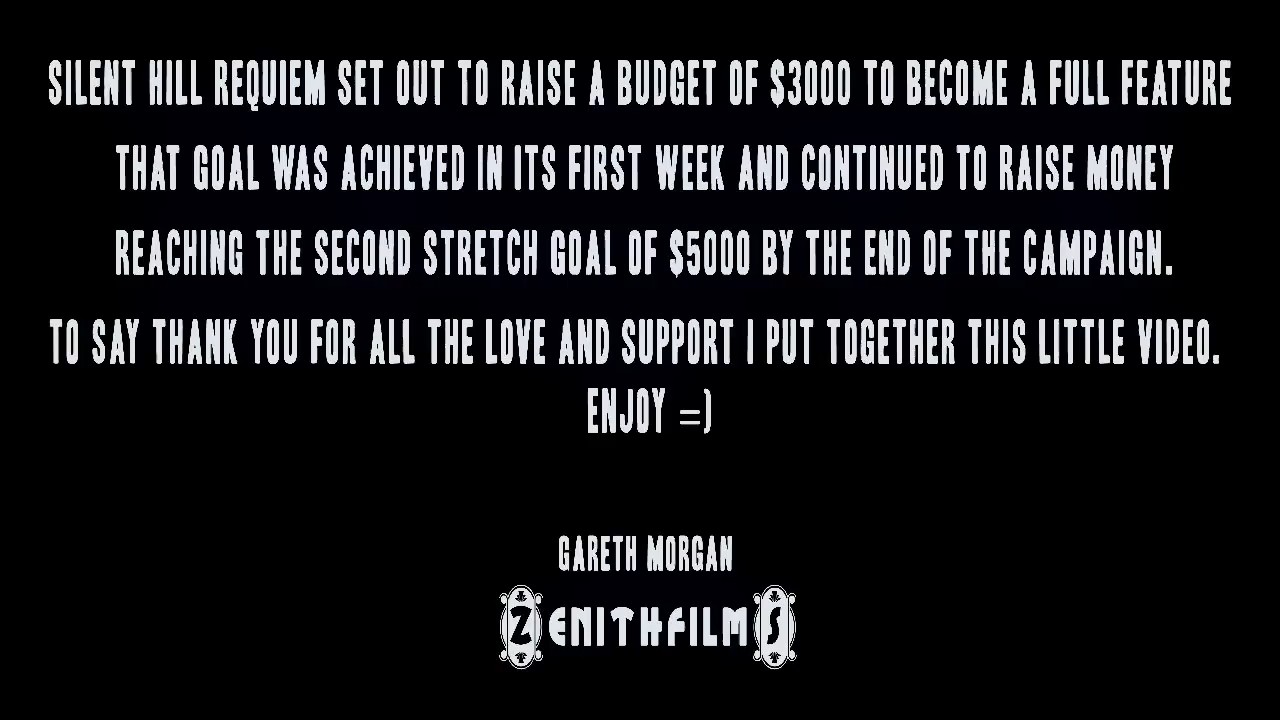 SILENT HILL REQUIEM SET OUT TO RAISE A BUDGET OF $3000 TO BECOME A FULL FEATURE
THAT GOAL WAS ACHIEVED IN ITS FIRST WEEK AND CONTINUED TO RAISE MONEY
REACHING THE SECOND STRETCH GOAL OF $5000 BY THE END OF THE CAMPAIGN.
TO SAY THANK YOU FOR ALL THE LOVE AND SUPPORT I PUT TOGETHER THIS LITTLE VIDEO.
ENJOY =)
GARETH MORGAN
ZENITHFILMS